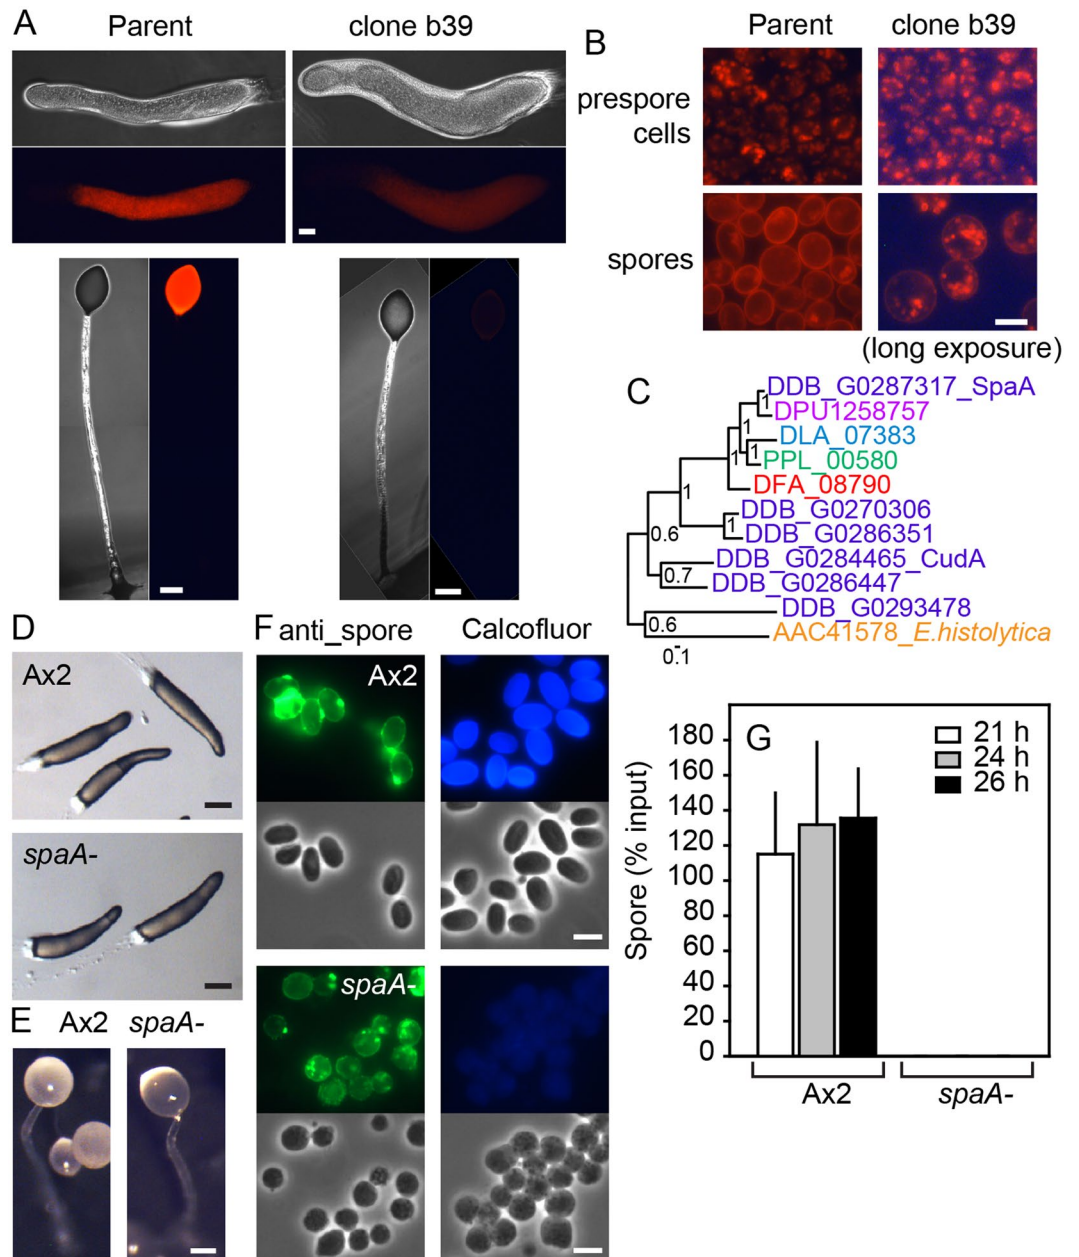 A
Parent
clone b39
B
Parent
clone b39
prespore
cells
spores
(long exposure)
C
DDB_G0287317_SpaA
DPU1258757
DLA_07383
PPL_00580
DFA_08790
DDB_G0270306
DDB_G0286351
DDB_G0284465_CudA
DDB_G0286447
DDB_G0293478
AAC41578_E.histolytica
1
1
1
1
1
1
0.6
0.7
0.6
0.1
D
Ax2
spaA-
E
Ax2
spaA-
F
anti_spore
Calcofluor
Ax2
spaA-
G
21 h
24 h
26 h
Spore (% input)
180
160
140
120
100
80
60
40
20
0
Ax2
spaA-